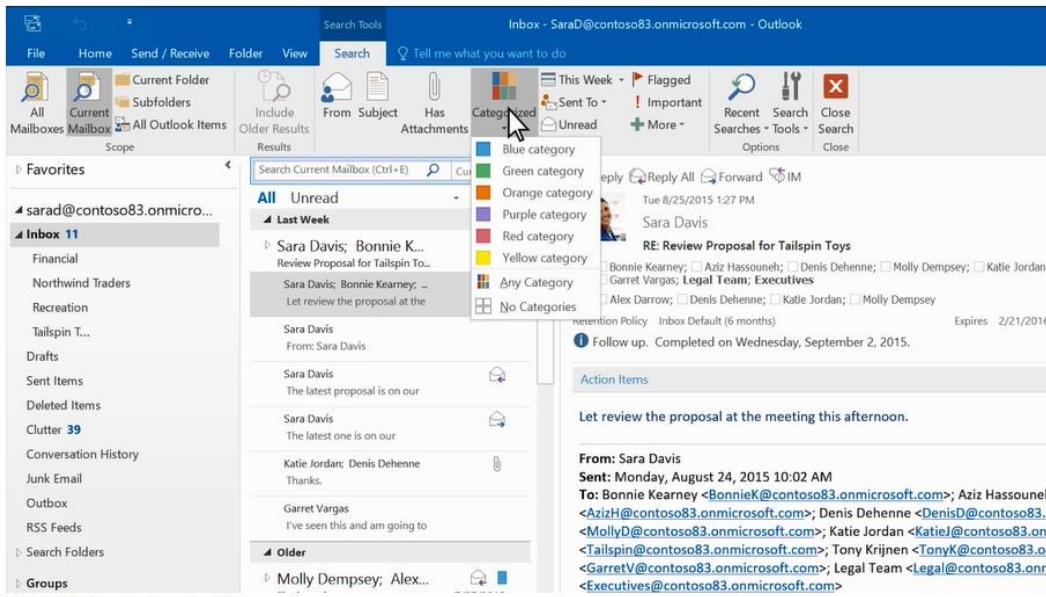 Search Tools
Inbox - SaraD@contoso83.onmicrosoft.com - Outlook
File Home Send / Receive Folder View Search Tell me what you want to do
All Mailboxes
Current Mailbox
Current Folder
Subfolders
All Outlook Items
Scope
Include Older Results
Results
From
Subject
Has Attachments
Categorized
This Week
Sent To
Unread
Flagged
Important
More
Recent Searches
Search Tools
Options
Close Search
Close
Blue category
Green category
Orange category
Purple category
Red category
Yellow category
Any Category
No Categories
Favorites
sarad@contoso83.onmicro...
Inbox 11
Financial
Northwind Traders
Recreation
Tailspin T...
Drafts
Sent Items
Deleted Items
Clutter 39
Conversation History
Junk Email
Outbox
RSS Feeds
Search Folders
Groups
Search Current Mailbox (Ctrl+E)
All Unread
Last Week
Sara Davis; Bonnie K...
Review Proposal for Tailspin To...
Sara Davis; Bonnie Kearney; ...
Let review the proposal at the
Sara Davis
From: Sara Davis
Sara Davis
The latest proposal is on our
Sara Davis
The latest one is on our
Katie Jordan; Denis Dehenne
Thanks.
Garret Vargas
I've seen this and am going to
Older
Molly Dempsey; Alex...
Reply All Forward IM
Tue 8/25/2015 1:27 PM
Sara Davis
RE: Review Proposal for Tailspin Toys
Bonnie Kearney; Aziz Hassouneh; Denis Dehenne; Molly Dempsey; Katie Jordan
Garret Vargas; Legal Team; Executives
Alex Darrow; Denis Dehenne; Katie Jordan; Molly Dempsey
Retention Policy Inbox Default (6 months) Expires 2/21/2016
Follow up. Completed on Wednesday, September 2, 2015.
Action Items
Let review the proposal at the meeting this afternoon.
From: Sara Davis
Sent: Monday, August 24, 2015 10:02 AM
To: Bonnie Kearney <BonnieK@contoso83.onmicrosoft.com>; Aziz Hassouneh
<AzizH@contoso83.onmicrosoft.com>; Denis Dehenne <DenisD@contoso83.
<MollyD@contoso83.onmicrosoft.com>; Katie Jordan <KatieJ@contoso83.on
<Tailspin@contoso83.onmicrosoft.com>; Tony Krijnen <TonyK@contoso83.o
<GarretV@contoso83.onmicrosoft.com>; Legal Team <Legal@contoso83.onm
<Executives@contoso83.onmicrosoft.com>